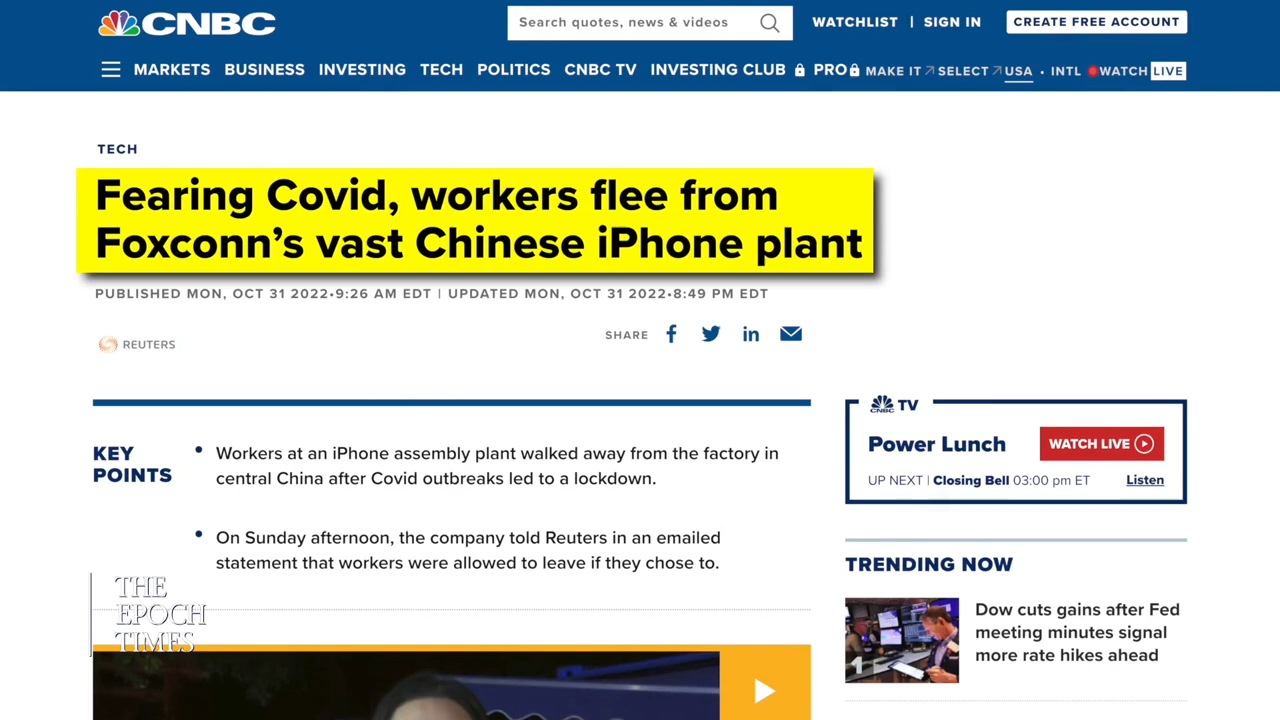 CNBC
Search quotes, news & videos
WATCHLIST | SIGN IN
CREATE FREE ACCOUNT
MARKETS BUSINESS INVESTING TECH POLITICS CNBC TV INVESTING CLUB PRO MAKE IT SELECT USA • INTL WATCH LIVE
TECH
Fearing Covid, workers flee from
Foxconn’s vast Chinese iPhone plant
PUBLISHED MON, OCT 31 2022•9:26 AM EDT | UPDATED MON, OCT 31 2022•8:49 PM EDT
REUTERS
SHARE
KEY
POINTS
• Workers at an iPhone assembly plant walked away from the factory in
central China after Covid outbreaks led to a lockdown.
• On Sunday afternoon, the company told Reuters in an emailed
statement that workers were allowed to leave if they chose to.
CNBC TV
Power Lunch
WATCH LIVE
UP NEXT | Closing Bell 03:00 pm ET
Listen
TRENDING NOW
1
Dow cuts gains after Fed
meeting minutes signal
more rate hikes ahead
THE
EPOCH
TIMES